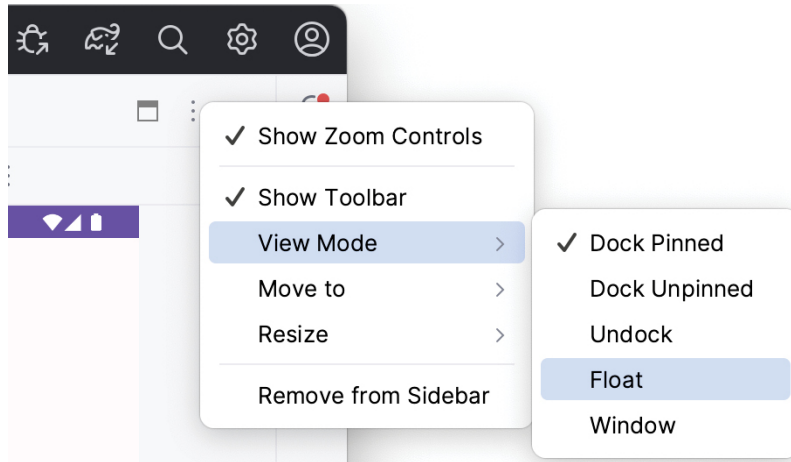 Show Zoom Controls
Show Toolbar
View Mode
Move to
Resize
Remove from Sidebar
Dock Pinned
Dock Unpinned
Undock
Float
Window